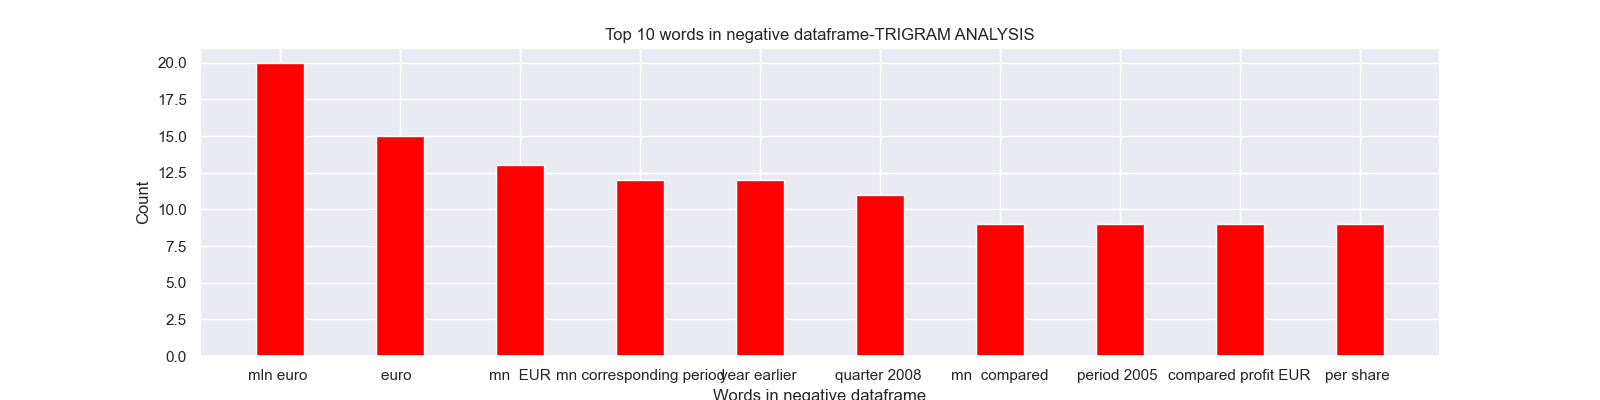 Top 10 words in negative dataframe-TRIGRAM ANALYSIS
20.0
17.5
15.0
12.5
10.0
7.5
5.0
2.5
0.0
Count
mln euro euro mn  EUR mn corresponding period year earlier quarter 2008 mn  compared period 2005 compared profit EUR per share
Words in negative dataframe